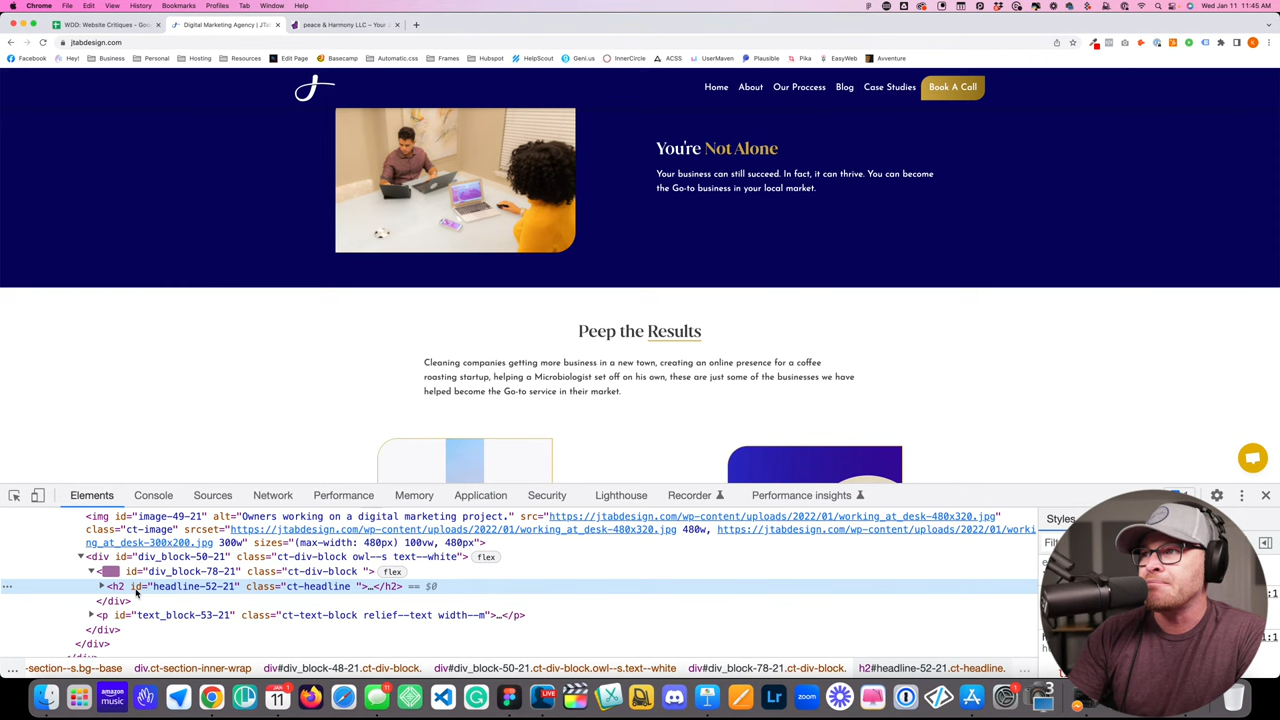 Chrome File Edit View History Bookmarks Profiles Tab Window Help
Wed Jan 11 11:45 AM
WDD: Website Critiques - Goo
Digital Marketing Agency | JTa
peace & Harmony LLC – Your
jtabdesign.com
Facebook Hey! Business Personal Hosting Resources Edit Page Basecamp Automatic.css Frames Hubspot HelpScout Geni.us InnerCircle ACSS UserMaven Plausible Pika EasyWeb Avventure
Home About Our Proccess Blog Case Studies Book A Call
You're Not Alone
Your business can still succeed. In fact, it can thrive. You can become
the Go-to business in your local market.
Peep the Results
Cleaning companies getting more business in a new town, creating an online presence for a coffee
roasting startup, helping a Microbiologist set off on his own, these are just some of the businesses we have
helped become the Go-to service in their market.
Elements Console Sources Network Performance Memory Application Security Lighthouse Recorder Performance insights
<img id="image-49-21" alt="Owners working on a digital marketing project." src="https://jtabdesign.com/wp-content/uploads/2022/01/working_at_desk-480x320.jpg"
class="ct-image" srcset="https://jtabdesign.com/wp-content/uploads/2022/01/working_at_desk-480x320.jpg 480w, https://jtabdesign.com/wp-content/uploads/2022/01/worki
ng_at_desk-300x200.jpg 300w" sizes="(max-width: 480px) 100vw, 480px">
<div id="div_block-50-21" class="ct-div-block owl--s text--white"> flex
< id="div_block-78-21" class="ct-div-block "> flex
<h2 id="headline-52-21" class="ct-headline ">…</h2> == $0
</div>
<p id="text_block-53-21" class="ct-text-block relief--text width--m">…</p>
</div>
</div>
Styles
... -section--s.bg--base div.ct-section-inner-wrap div#div_block-48-21.ct-div-block. div#div_block-50-21.ct-div-block.owl--s.text--white div#div_block-78-21.ct-div-block. h2#headline-52-21.ct-headline. ...